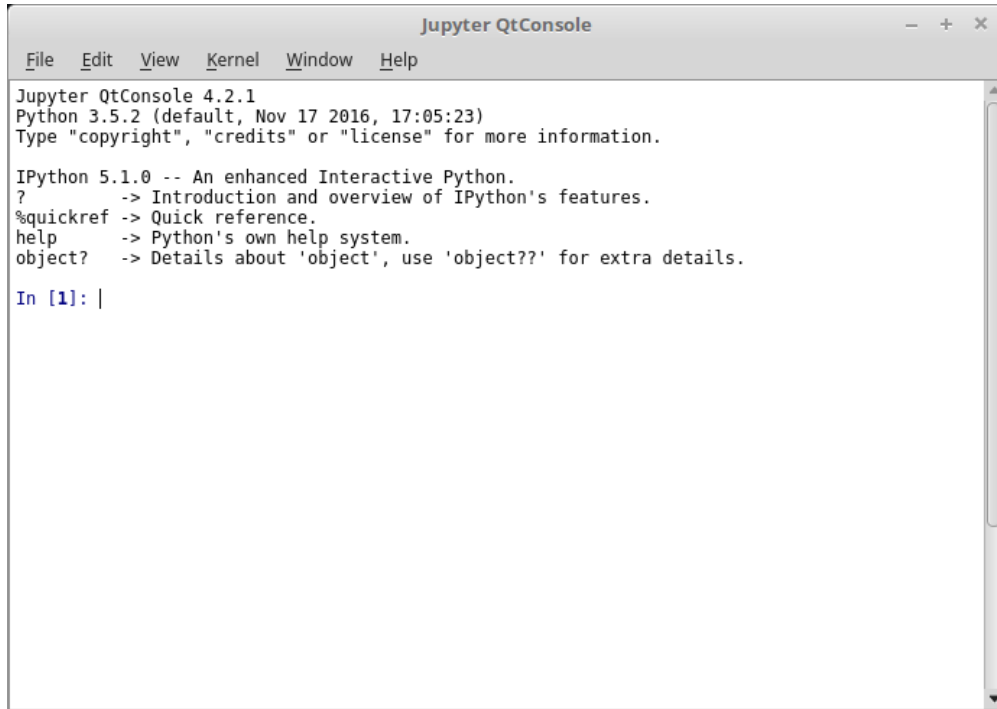 Jupyter QtConsole
File Edit View Kernel Window Help
Jupyter QtConsole 4.2.1
Python 3.5.2 (default, Nov 17 2016, 17:05:23)
Type "copyright", "credits" or "license" for more information.
IPython 5.1.0 -- An enhanced Interactive Python.
?         -> Introduction and overview of IPython's features.
%quickref -> Quick reference.
help      -> Python's own help system.
object?   -> Details about 'object', use 'object??' for extra details.
In [1]: